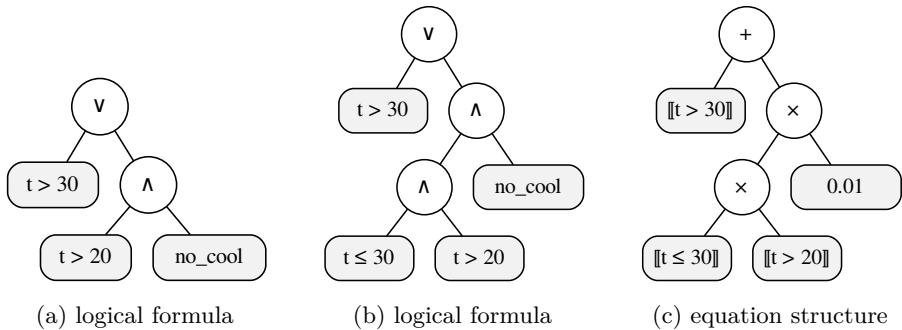 ∨
t > 30
∧
t > 20
no_cool
(a) logical formula
∨
t > 30
∧
∧
no_cool
t ≤ 30
t > 20
(b) logical formula
+
⟦t > 30⟧
×
×
0.01
⟦t ≤ 30⟧
⟦t > 20⟧
(c) equation structure